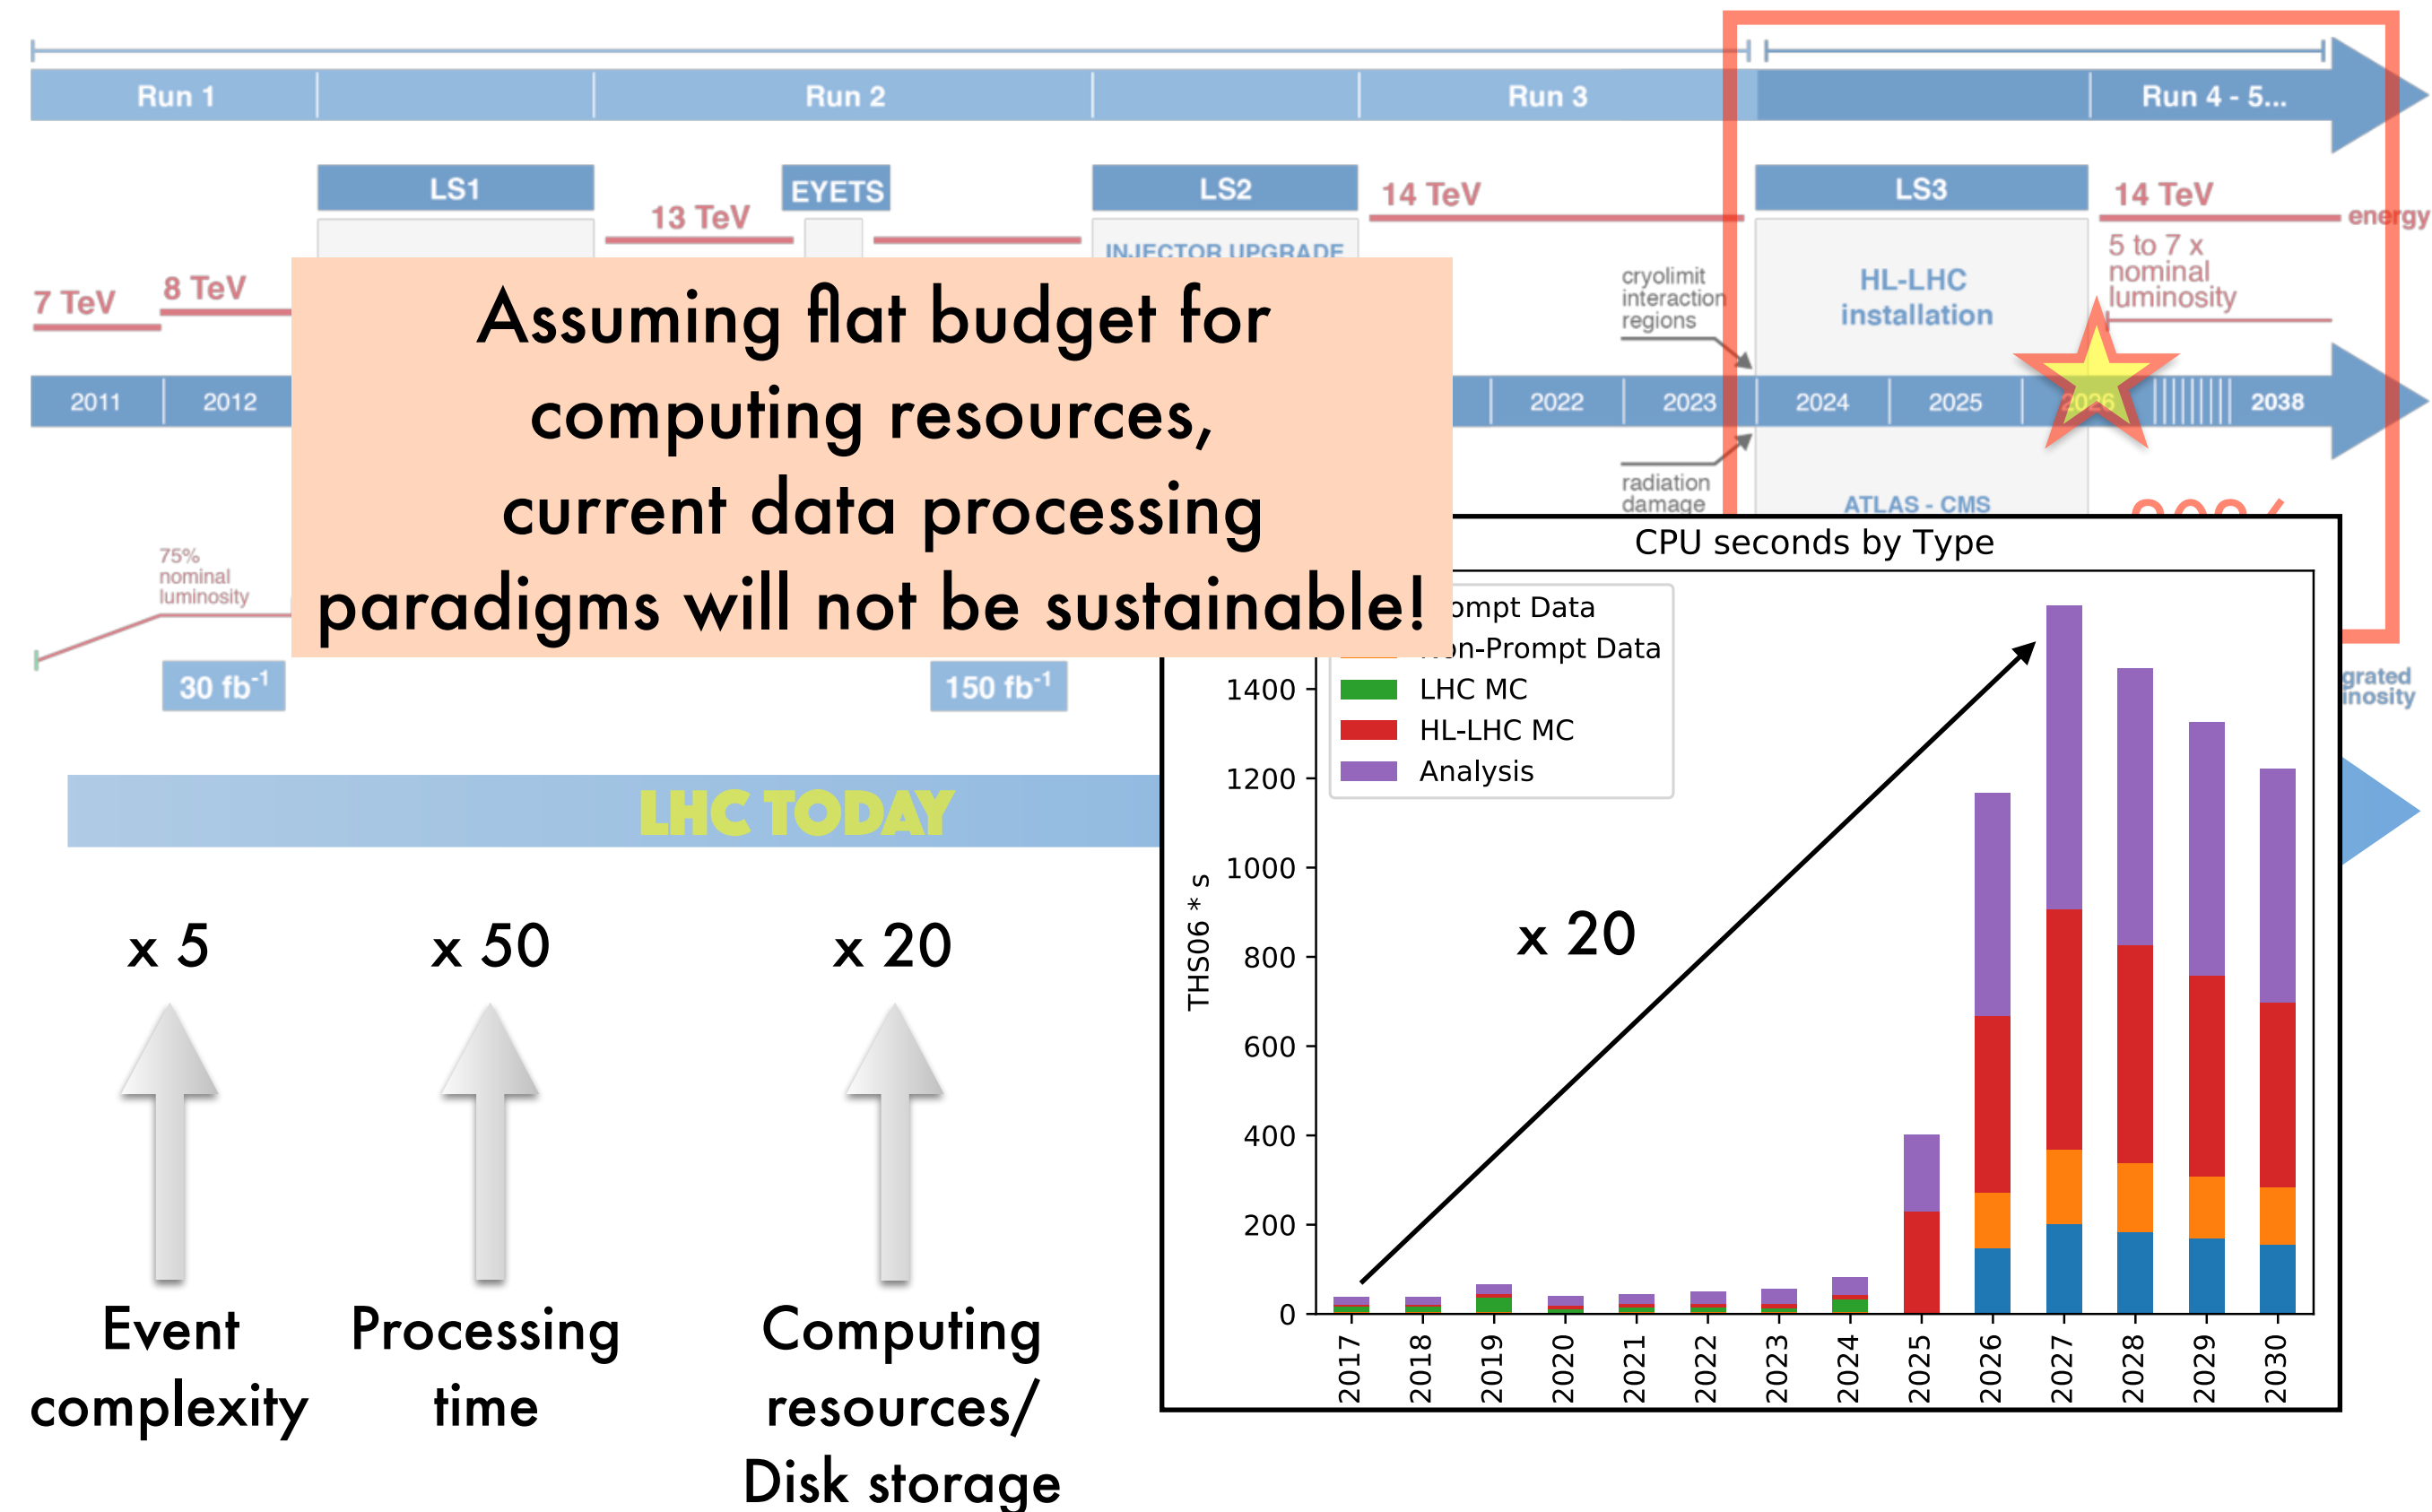 Run 1
Run 2
Run 3
Run 4 - 5...
LS1
EYETS
LS2
LS3
13 TeV
14 TeV
14 TeV
energy
INJECTOR UPGRADE
7 TeV
8 TeV
5 to 7 x
nominal
luminosity
cryolimit
interaction
regions
HL-LHC
installation
Assuming flat budget for
computing resources,
current data processing
paradigms will not be sustainable!
2011
2012
2022
2023
2024
2025
2026
2038
radiation
damage
ATLAS - CMS
75%
nominal
luminosity
30 fb-1
150 fb-1
LHC TODAY
CPU seconds by Type
Data
Data
LHC MC
HL-LHC MC
Analysis
THS06 * s
1400
1200
1000
800
600
400
200
0
x 20
2017
2018
2019
2020
2021
2022
2023
2024
2025
2026
2027
2028
2029
2030
x 5
x 50
x 20
Event
complexity
Processing
time
Computing
resources/
Disk storage